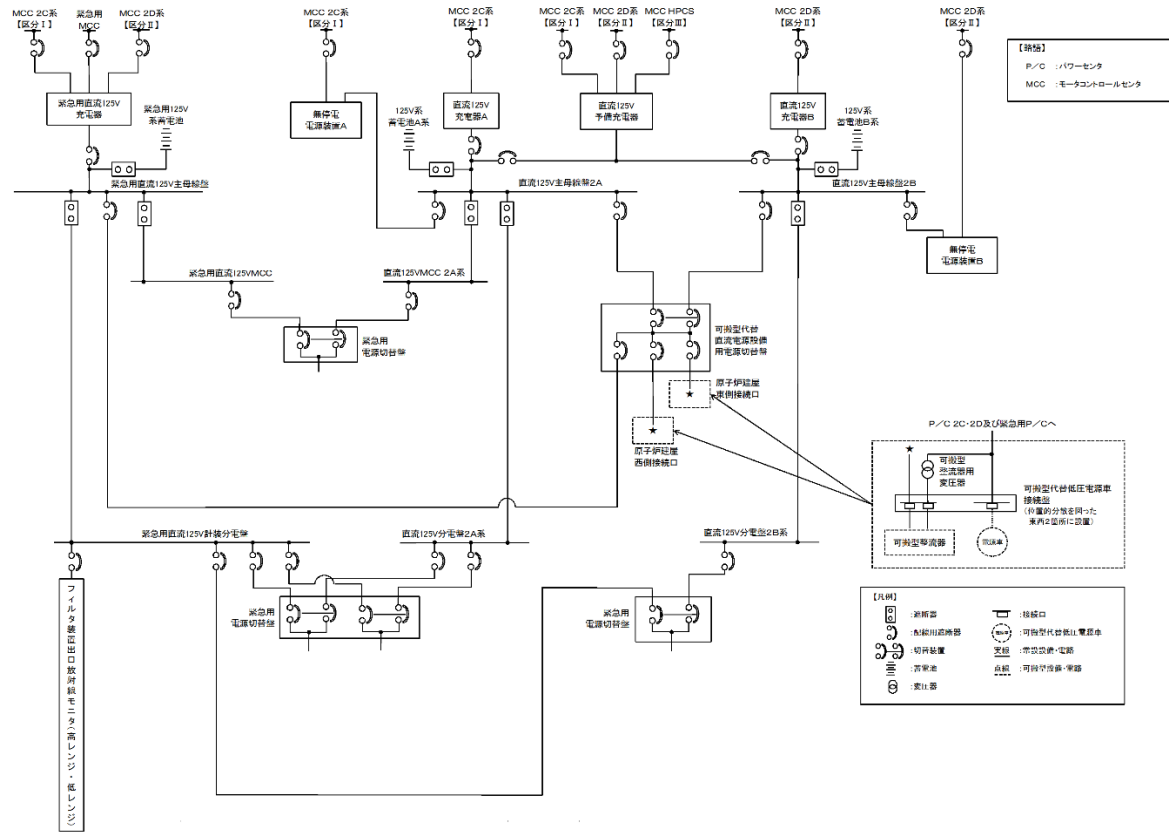 MCC 2C系
【区分Ⅰ】
緊急用
MCC
MCC 2D系
【区分Ⅱ】
MCC 2C系
【区分Ⅰ】
MCC 2C系
【区分Ⅰ】
MCC 2C系
【区分Ⅰ】
MCC 2D系
【区分Ⅱ】
MCC HPCS
【区分Ⅲ】
MCC 2D系
【区分Ⅱ】
MCC 2D系
【区分Ⅱ】
【略語】
P/C :パワーセンタ
MCC :モータコントロールセンタ
緊急用直流125V
充電器
緊急用125V
系蓄電池
無停電
電源装置A
125V系
蓄電池A系
直流125V
充電器A
直流125V
予備充電器
直流125V
充電器B
125V系
蓄電池B系
緊急用直流125V主母線盤
直流125V主母線盤2A
直流125V主母線盤2B
無停電
電源装置B
緊急用直流125VMCC
直流125VMCC 2A系
緊急用
電源切替盤
可搬型代替
直流電源設備
用電源切替盤
原子炉建屋
東側接続口
★
★
原子炉建屋
西側接続口
P/C 2C・2D及び緊急用P/Cへ
★
可搬型
整流器用
変圧器
可搬型代替低圧電源車
接続盤
(位置的分散を図った
東西2箇所に設置)
可搬型整流器
電源車
緊急用直流125V計装分電盤
直流125V分電盤2A系
直流125V分電盤2B系
緊急用
電源切替盤
緊急用
電源切替盤
フィルタ装置出口放射線モニタ(高レンジ・低レンジ)
【凡例】
:遮断器
:配線用遮断器
:切替装置
:蓄電池
:変圧器
:接続口
電源車 :可搬型代替低圧電源車
実線 :常設設備・電路
点線 :可搬型設備・電路